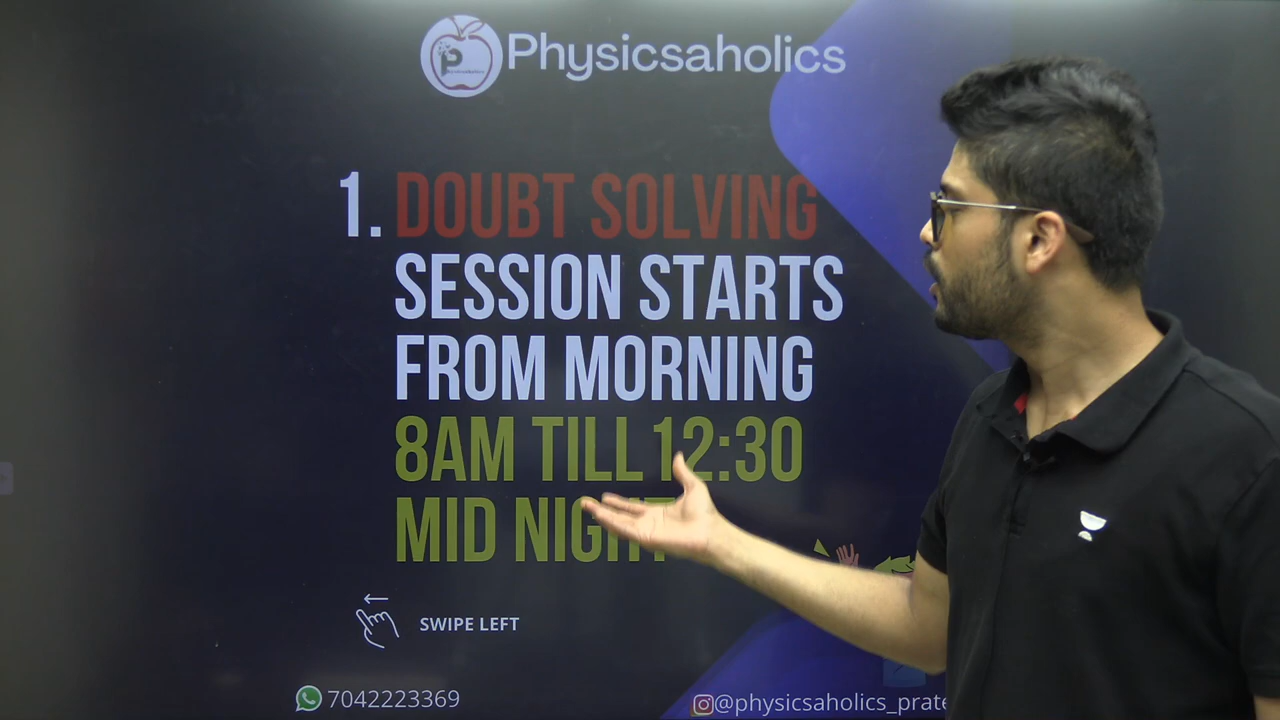 Physicsaholics
1. DOUBT SOLVING
SESSION STARTS
FROM MORNING
8AM TILL 12:30
MID NIGHT
SWIPE LEFT
7042223369
@physicsaholics_prate